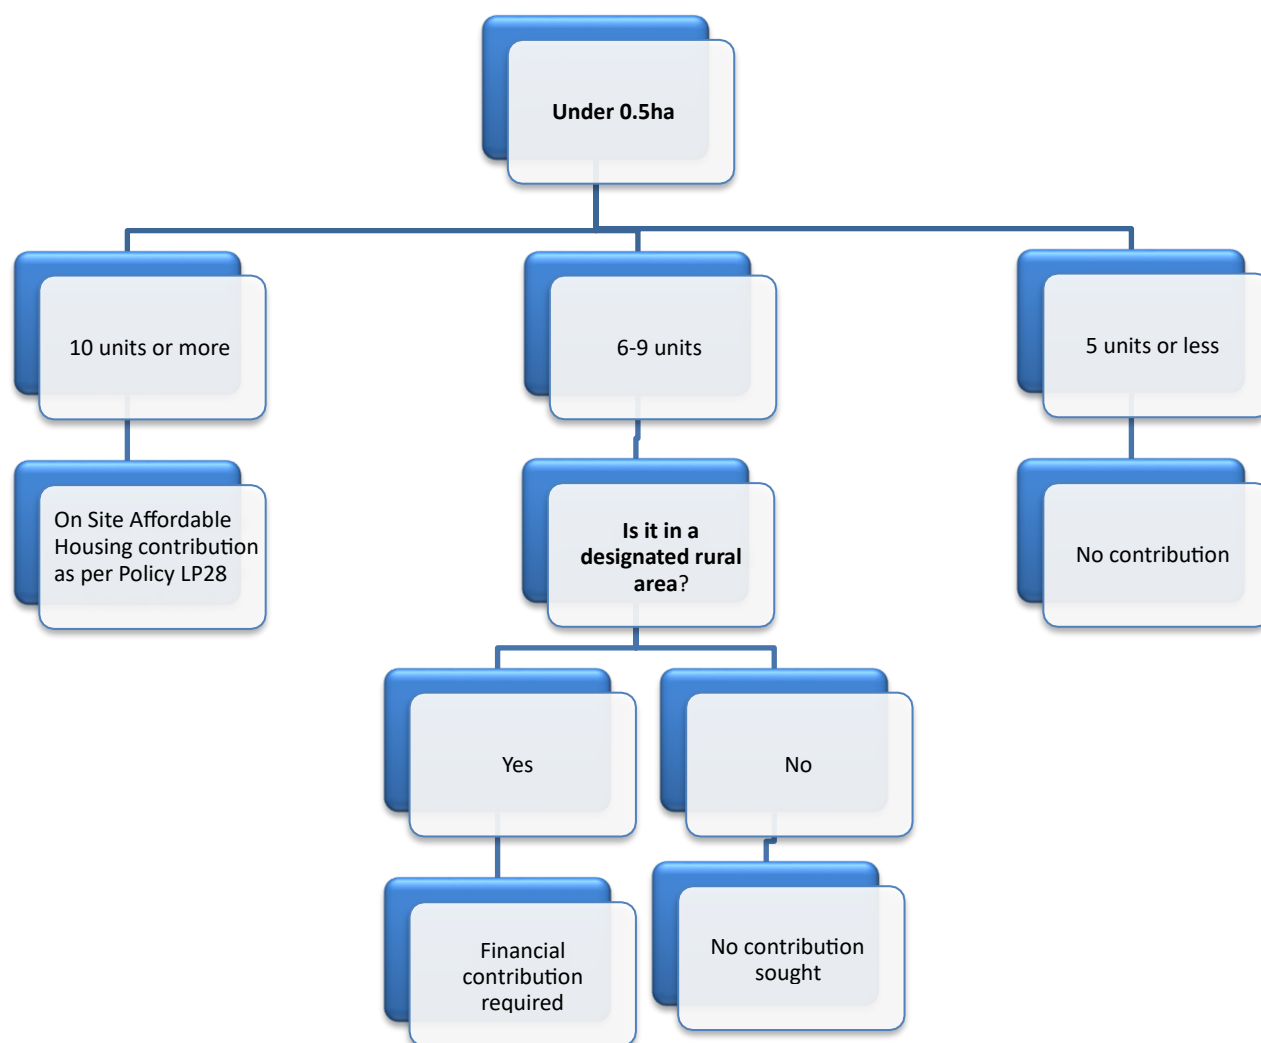 Under 0.5ha
10 units or more
6-9 units
5 units or less
On Site Affordable
Housing contribution
as per Policy LP28
Is it in a
designated rural
area?
No contribution
Yes
No
Financial
contribution
required
No contribution
sought